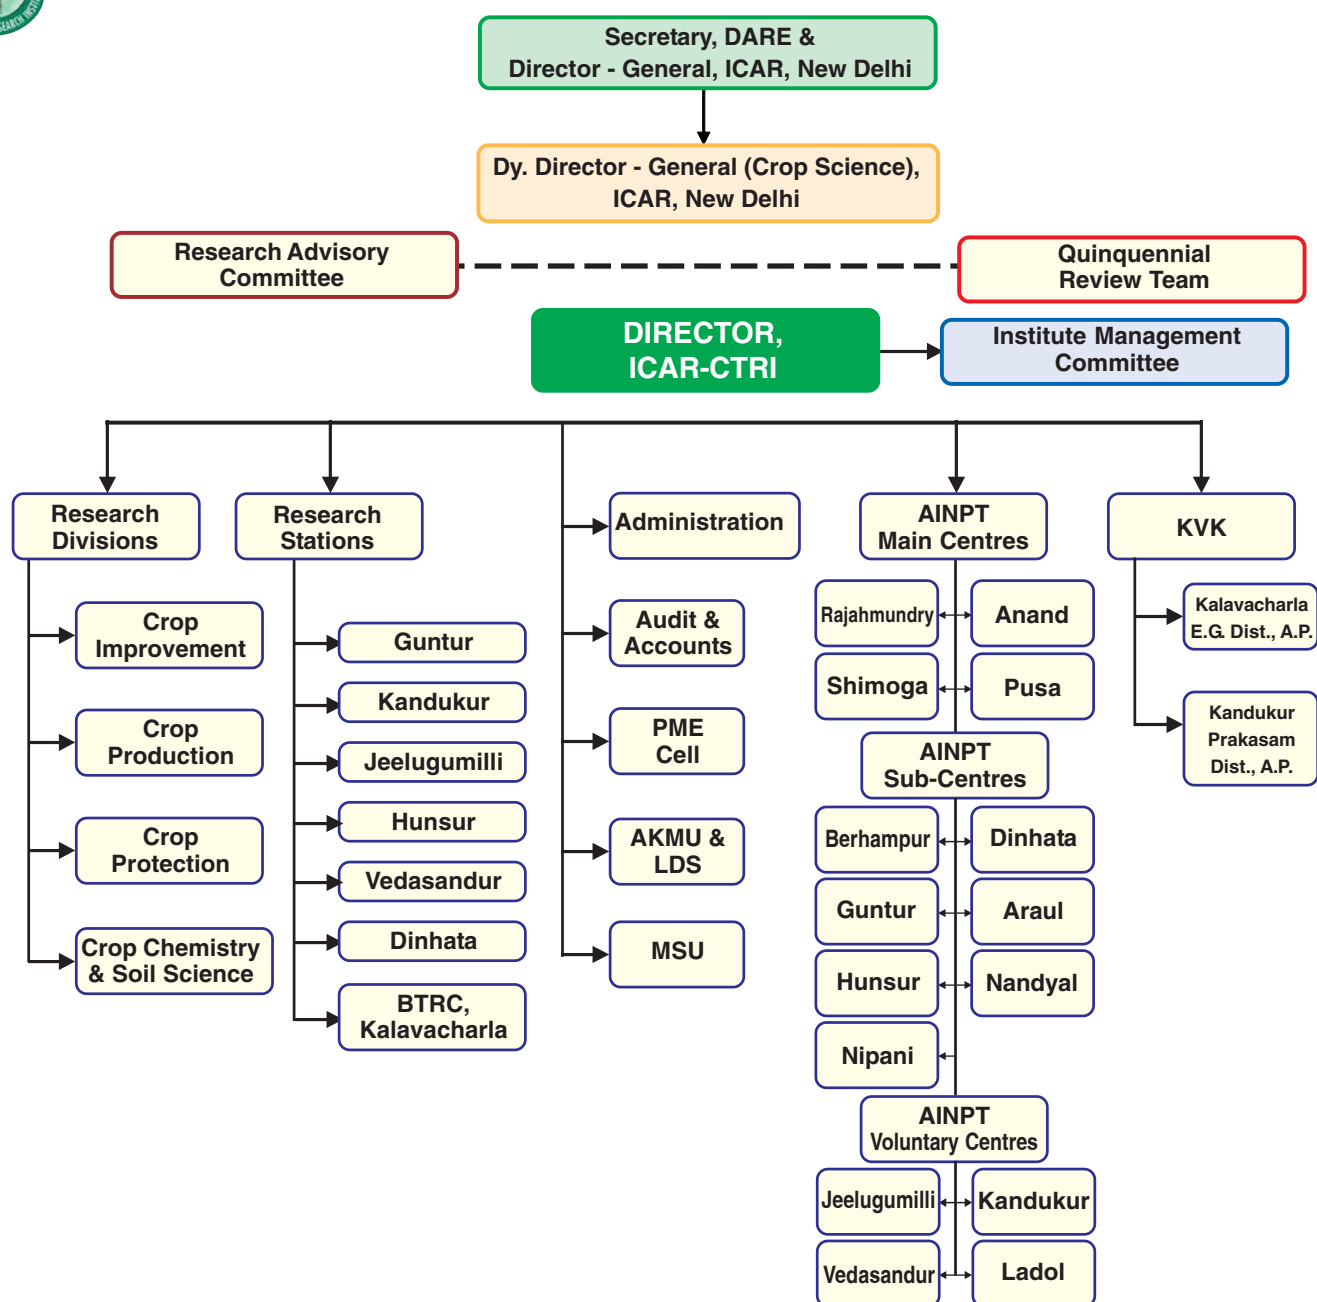 SEARCH INSTI
Secretary, DARE &
Director - General, ICAR, New Delhi
Dy. Director - General (Crop Science),
ICAR, New Delhi
Research Advisory
Committee
Quinquennial
Review Team
DIRECTOR,
ICAR-CTRI
Institute Management
Committee
Research
Divisions
Crop
Improvement
Crop
Production
Crop
Protection
Crop Chemistry
& Soil Science
Research
Stations
Guntur
Kandukur
Jeelugumilli
Hunsur
Vedasandur
Dinhata
BTRC,
Kalavacharla
Administration
Audit &
Accounts
PME
Cell
AKMU &
LDS
MSU
AINPT
Main Centres
Rajahmundry
Anand
Shimoga
Pusa
AINPT
Sub-Centres
Berhampur
Dinhata
Guntur
Araul
Hunsur
Nandyal
Nipani
AINPT
Voluntary Centres
Jeelugumilli
Kandukur
Vedasandur
Ladol
KVK
Kalavacharla
E.G. Dist., A.P.
Kandukur
Prakasam
Dist., A.P.